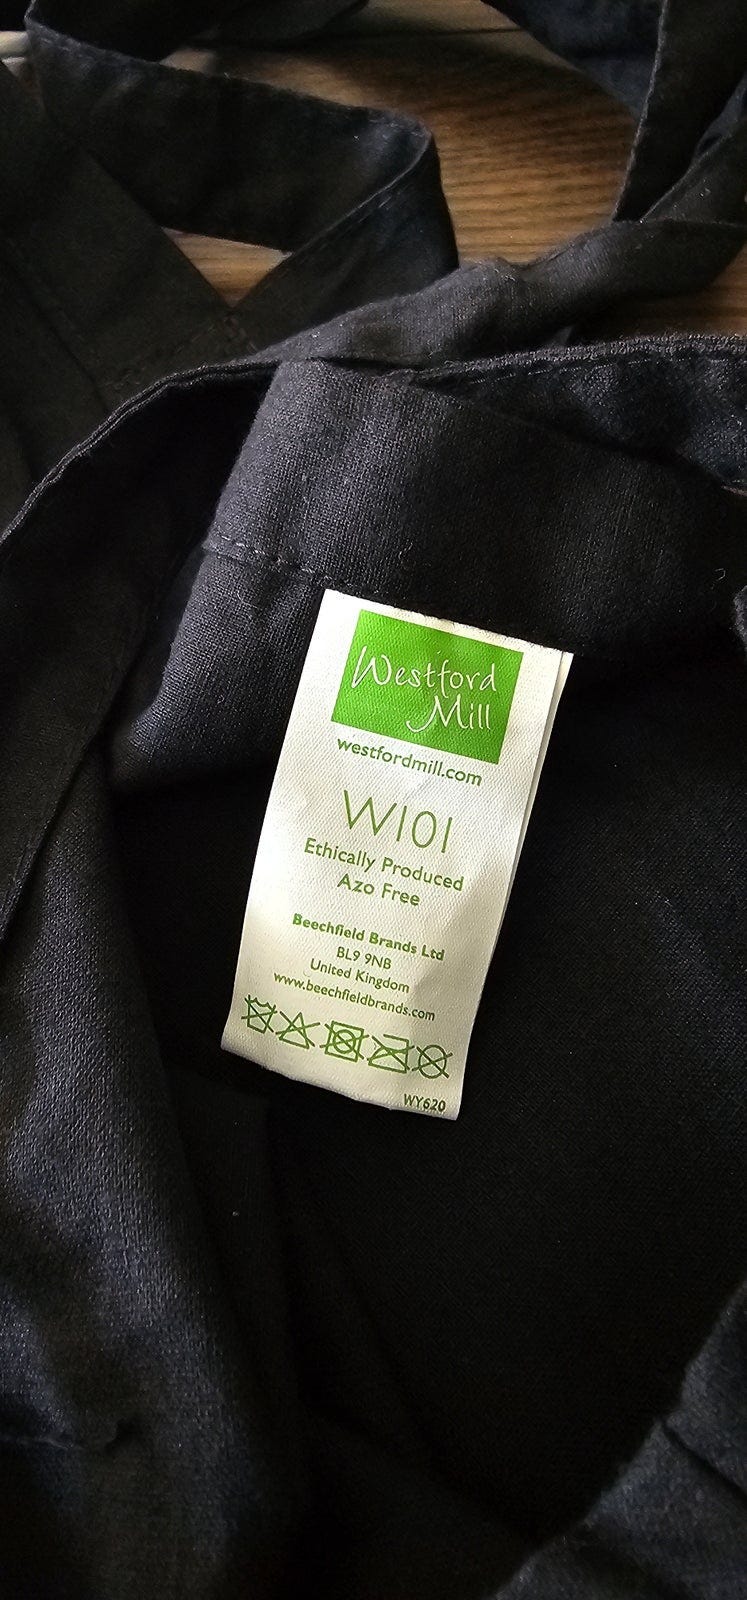 Westford
Mill
westfordmill.com
W101
Ethically Produced
Azo Free
Beechfield Brands Ltd
BL9 9NB
United Kingdom
www.beechfieldbrands.com
WY620